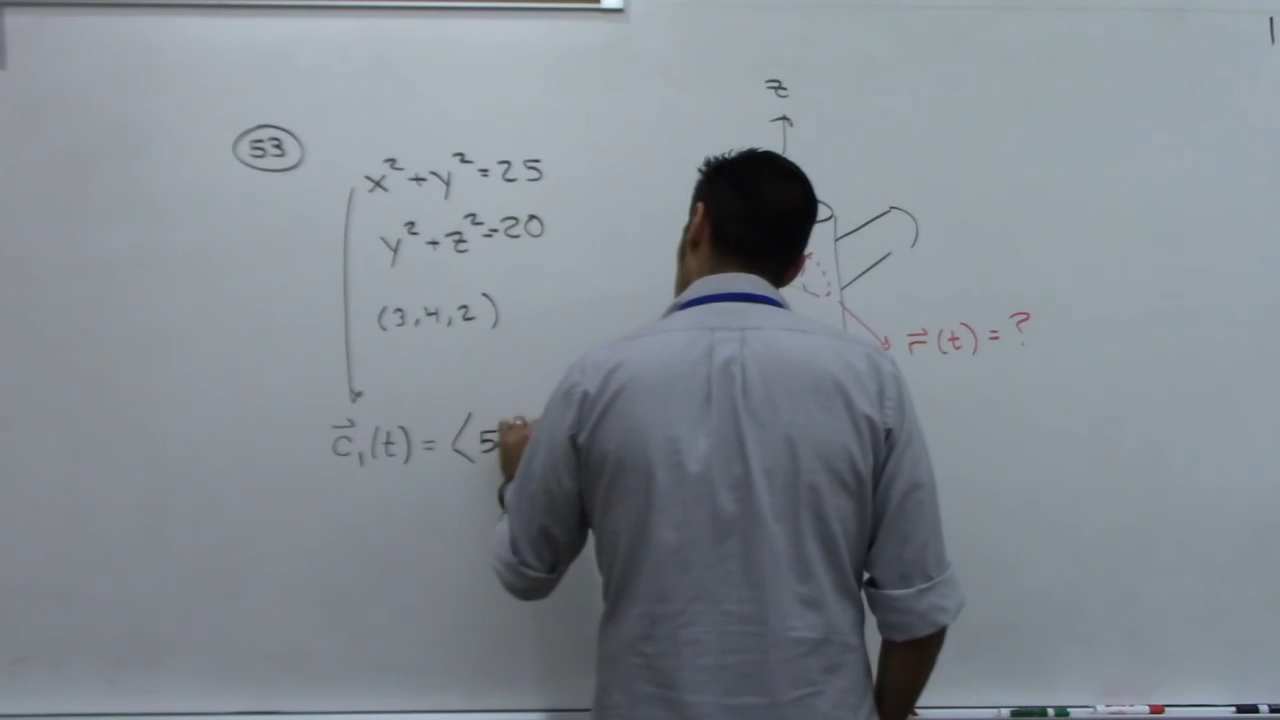 53
x²+y²=25
y²+z²=20
(3,4,2)
c⃗₁(t) = ⟨5
z
r⃗(t) = ?